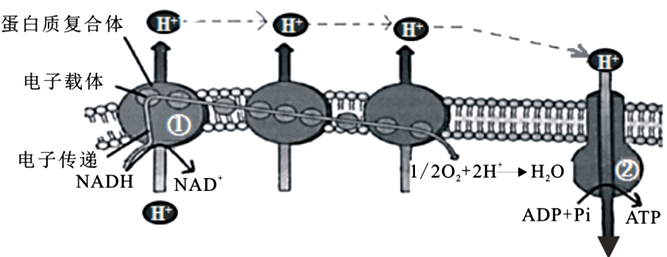 蛋白质复合体
H⁺
H⁺
H⁺
H⁺
电子载体
①
电子传递
NADH
NAD⁺
H⁺
1/2O₂+2H⁺→H₂O
②
ADP+Pi
ATP